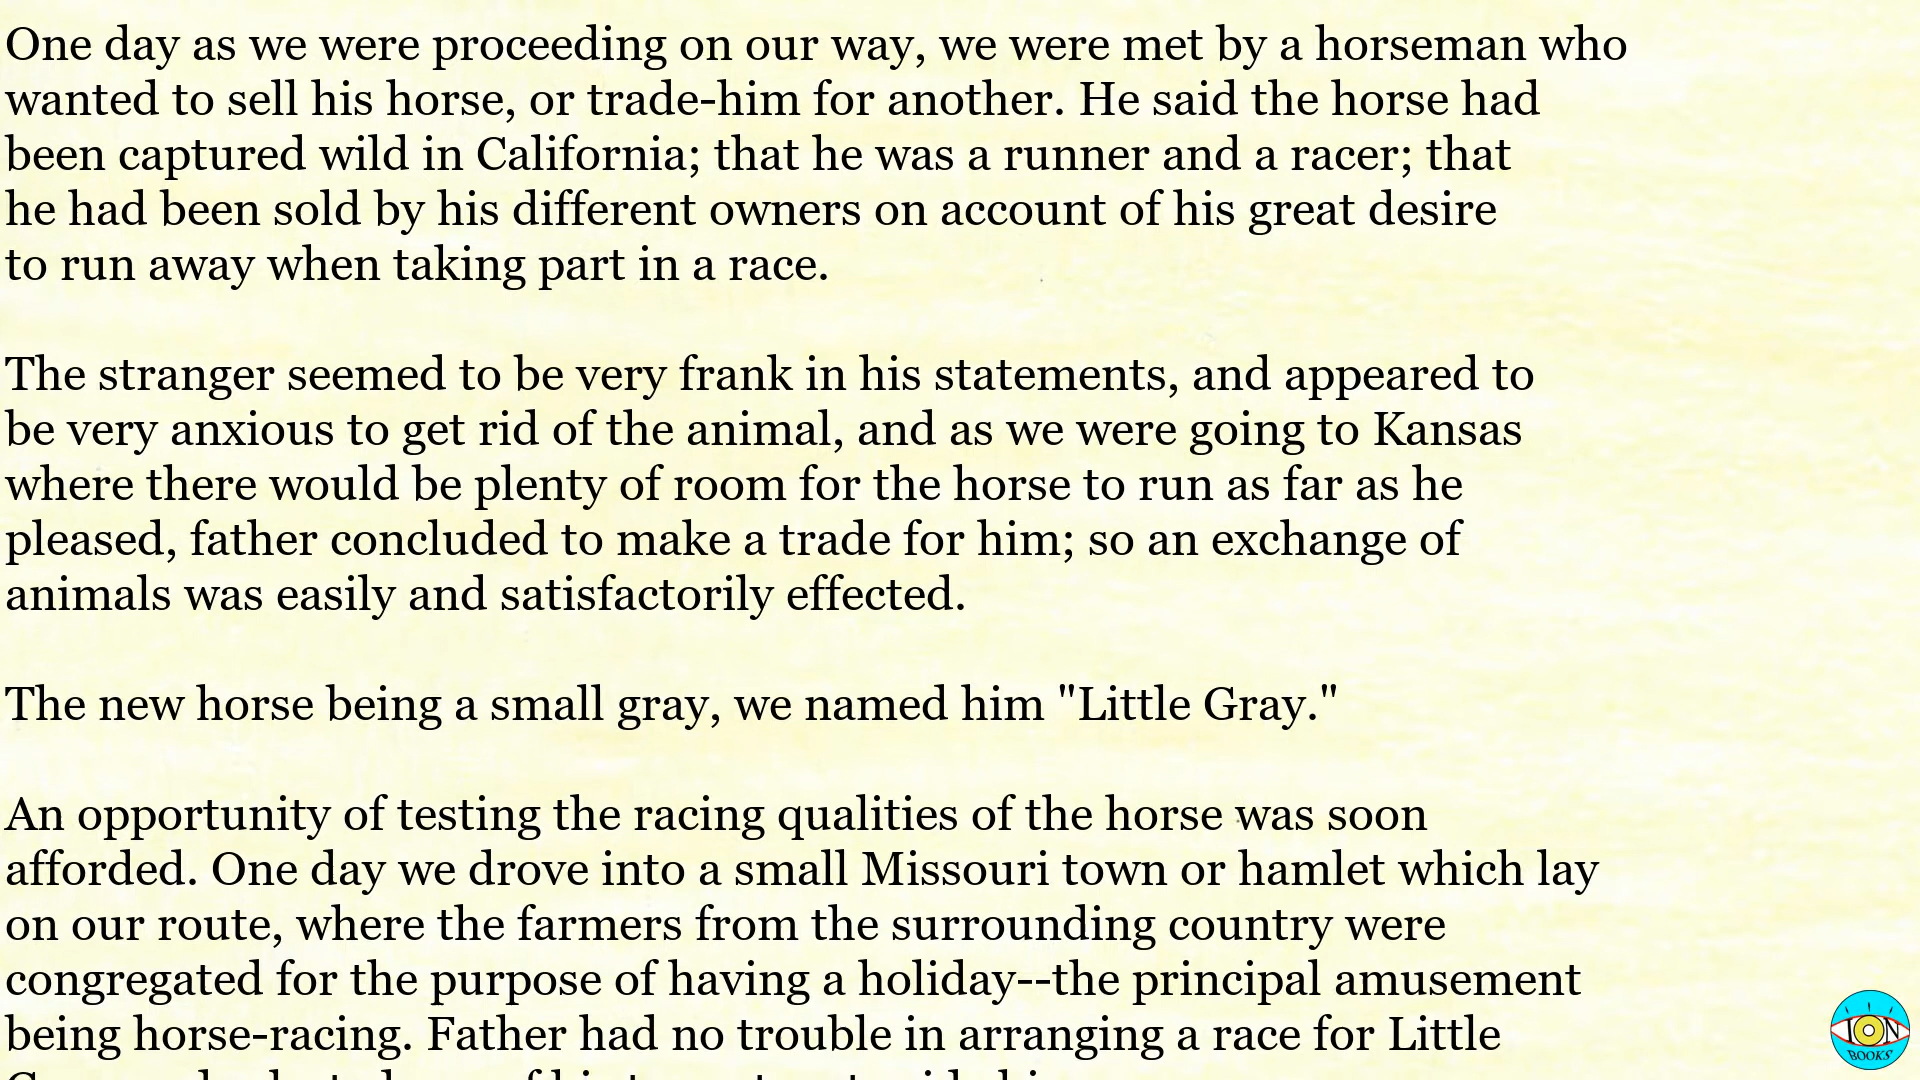 One day as we were proceeding on our way, we were met by a horseman who
wanted to sell his horse, or trade-him for another. He said the horse had
been captured wild in California; that he was a runner and a racer; that
he had been sold by his different owners on account of his great desire
to run away when taking part in a race.
The stranger seemed to be very frank in his statements, and appeared to
be very anxious to get rid of the animal, and as we were going to Kansas
where there would be plenty of room for the horse to run as far as he
pleased, father concluded to make a trade for him; so an exchange of
animals was easily and satisfactorily effected.
The new horse being a small gray, we named him "Little Gray."
An opportunity of testing the racing qualities of the horse was soon
afforded. One day we drove into a small Missouri town or hamlet which lay
on our route, where the farmers from the surrounding country were
congregated for the purpose of having a holiday--the principal amusement
being horse-racing. Father had no trouble in arranging a race for Little
ION
BOOKS